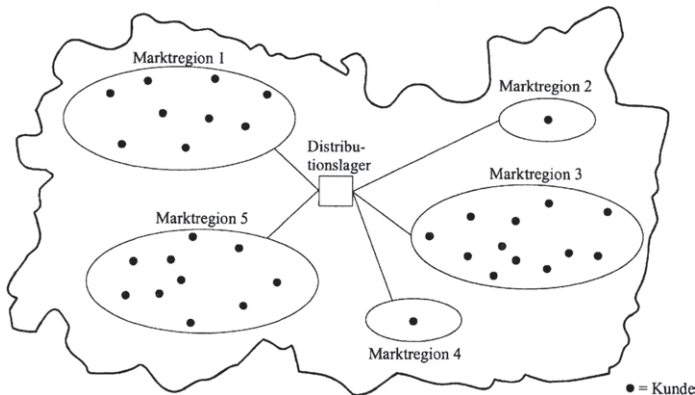 Marktregion 1
Marktregion 2
Distribu-
tionslager
Marktregion 3
Marktregion 5
Marktregion 4
= Kunde